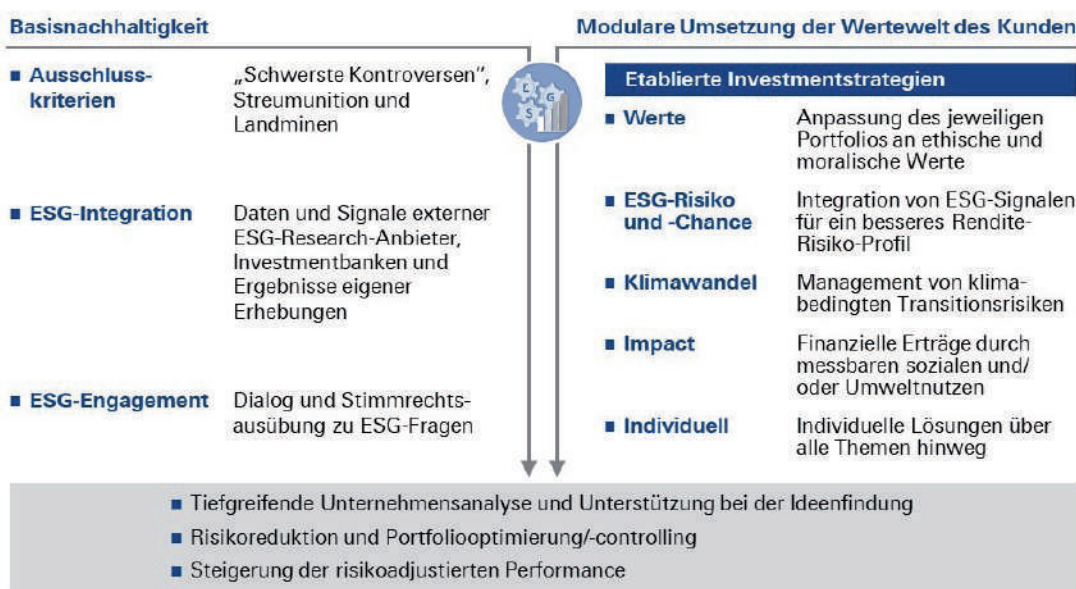 Basisnachhaltigkeit
■ Ausschluss-
kriterien
„Schwerste Kontroversen“,
Streumunition und
Landminen
■ ESG-Integration
Daten und Signale externer
ESG-Research-Anbieter,
Investmentbanken und
Ergebnisse eigener
Erhebungen
■ ESG-Engagement
Dialog und Stimmrechts-
ausübung zu ESG-Fragen
E
G
S
Modulare Umsetzung der Wertewelt des Kunden
Etablierte Investmentstrategien
■ Werte
Anpassung des jeweiligen
Portfolios an ethische und
moralische Werte
■ ESG-Risiko
und -Chance
Integration von ESG-Signalen
für ein besseres Rendite-
Risiko-Profil
■ Klimawandel
Management von klima-
bedingten Transitionsrisiken
■ Impact
Finanzielle Erträge durch
messbaren sozialen und/
oder Umweltnutzen
■ Individuell
Individuelle Lösungen über
alle Themen hinweg
■ Tiefgreifende Unternehmensanalyse und Unterstützung bei der Ideenfindung
■ Risikoreduktion und Portfoliooptimierung/-controlling
■ Steigerung der risikoadjustierten Performance